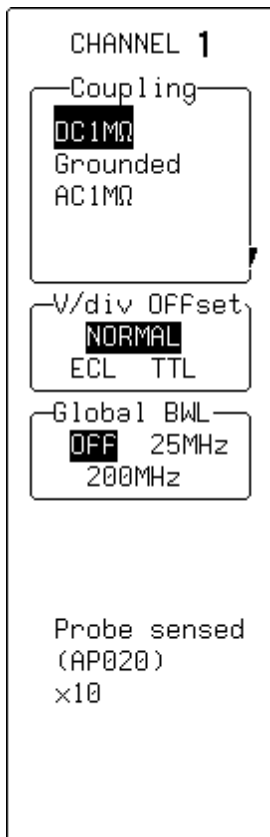 CHANNEL 1
Coupling
DC1MΩ
Grounded
AC1MΩ
V/div OFFset
NORMAL
ECL TTL
Global BWL
OFF 25MHz
200MHz
Probe sensed
(AP020)
×10